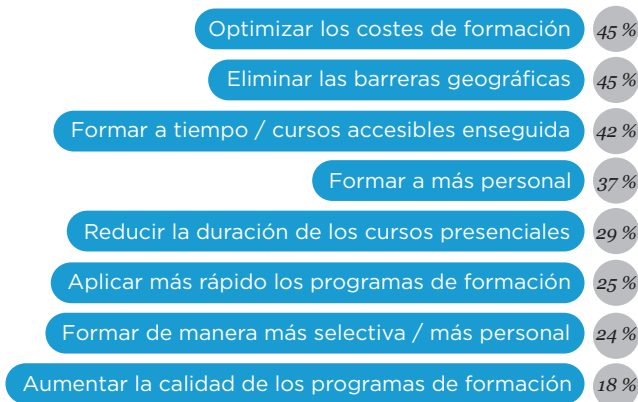 Optimizar los costes de formación 45 %
Eliminar las barreras geográficas 45 %
Formar a tiempo / cursos accesibles enseguida 42 %
Formar a más personal 37 %
Reducir la duración de los cursos presenciales 29 %
Aplicar más rápido los programas de formación 25 %
Formar de manera más selectiva / más personal 24 %
Aumentar la calidad de los programas de formación 18 %